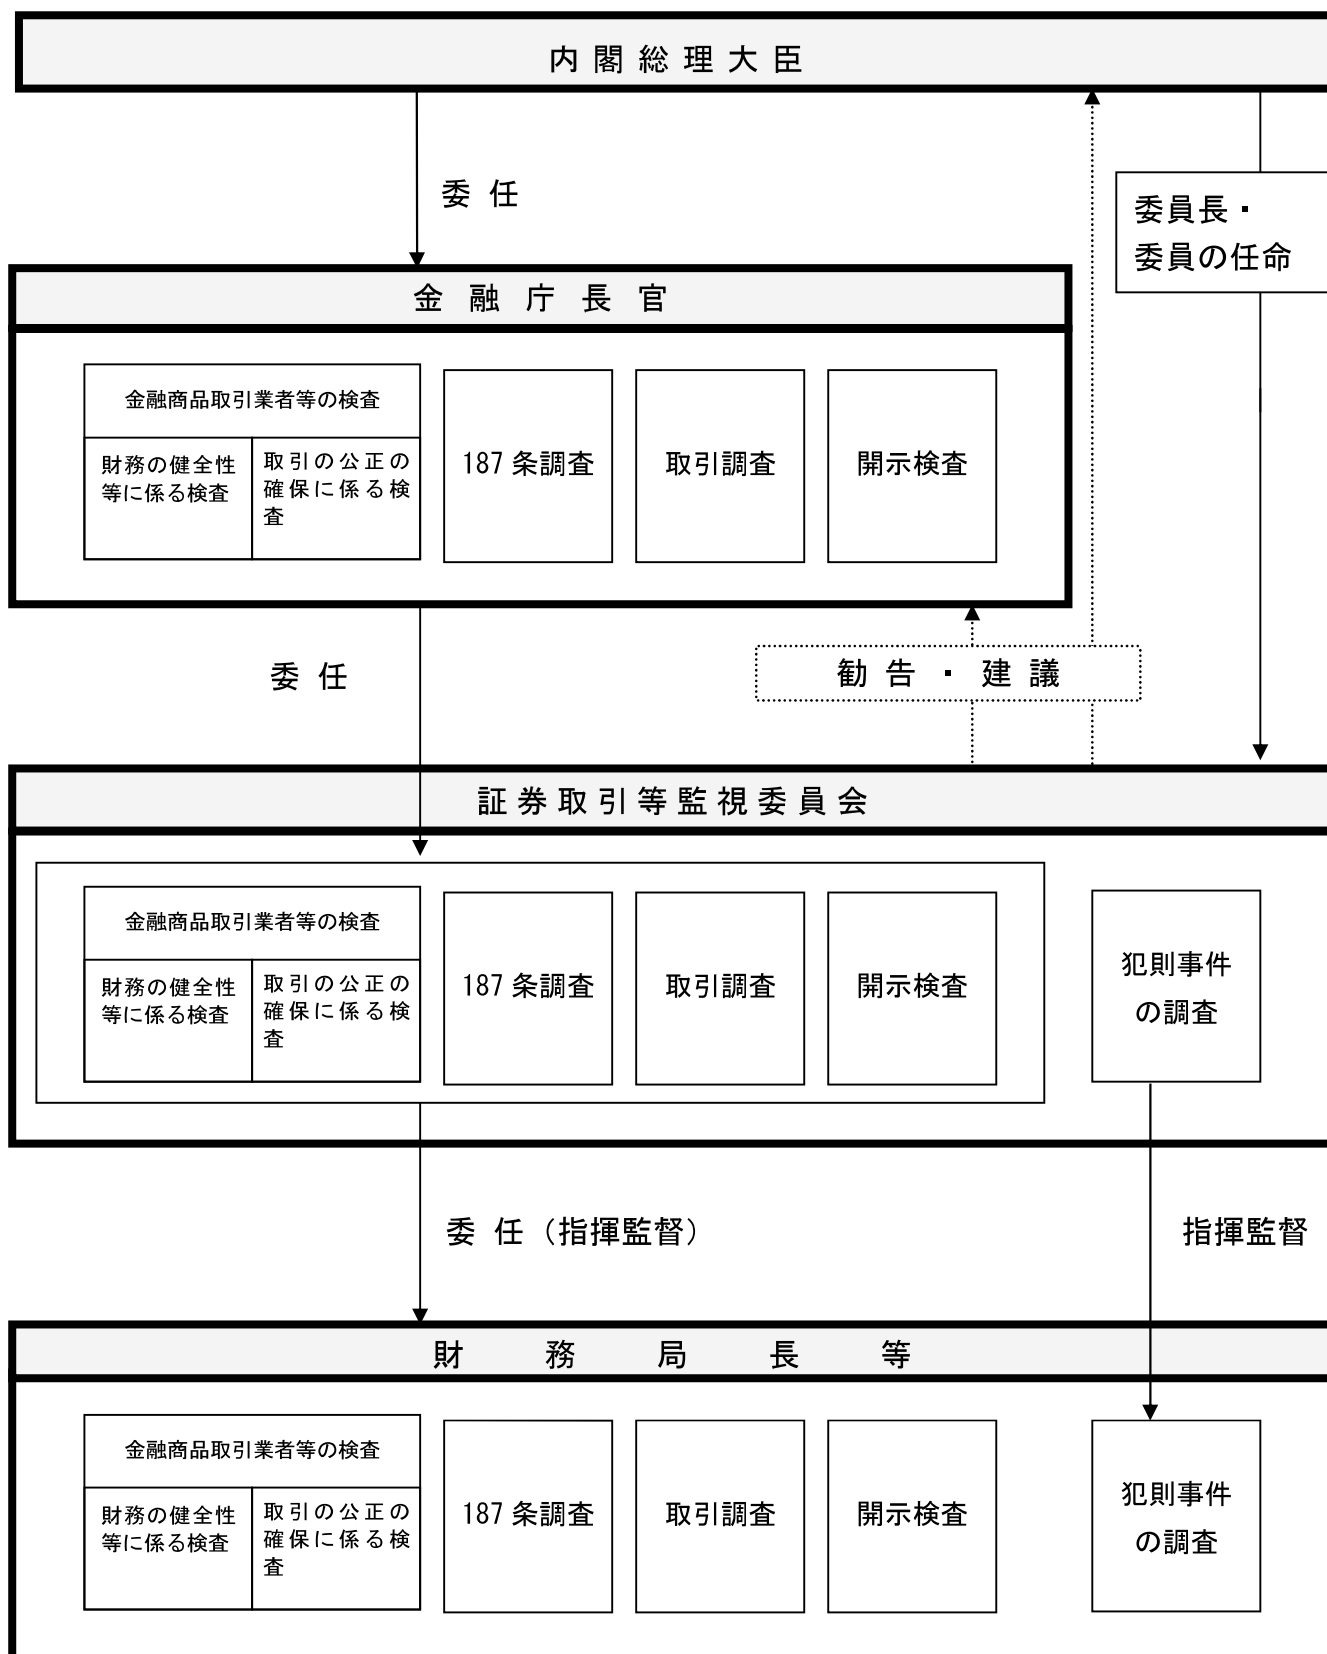 内閣総理大臣
委任
委員長・
委員の任命
金融庁長官
金融商品取引業者等の検査
財務の健全性
等に係る検査
取引の公正の
確保に係る検
査
187条調査
取引調査
開示検査
委任
勧告・建議
証券取引等監視委員会
金融商品取引業者等の検査
財務の健全性
等に係る検査
取引の公正の
確保に係る検
査
187条調査
取引調査
開示検査
犯則事件
の調査
委任（指揮監督）
指揮監督
財務局長等
金融商品取引業者等の検査
財務の健全性
等に係る検査
取引の公正の
確保に係る検
査
187条調査
取引調査
開示検査
犯則事件
の調査